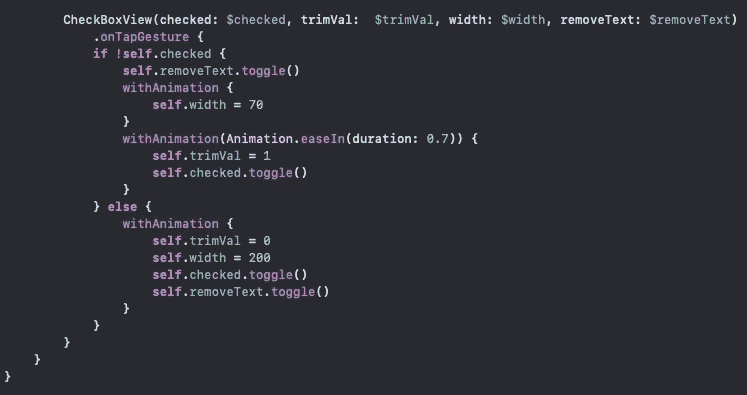 CheckBoxView(checked: $checked, trimVal:  $trimVal, width: $width, removeText: $removeText)
.onTapGesture {
if !self.checked {
self.removeText.toggle()
withAnimation {
self.width = 70
}
withAnimation(Animation.easeIn(duration: 0.7)) {
self.trimVal = 1
self.checked.toggle()
}
} else {
withAnimation {
self.trimVal = 0
self.width = 200
self.checked.toggle()
self.removeText.toggle()
}
}
}
}
}